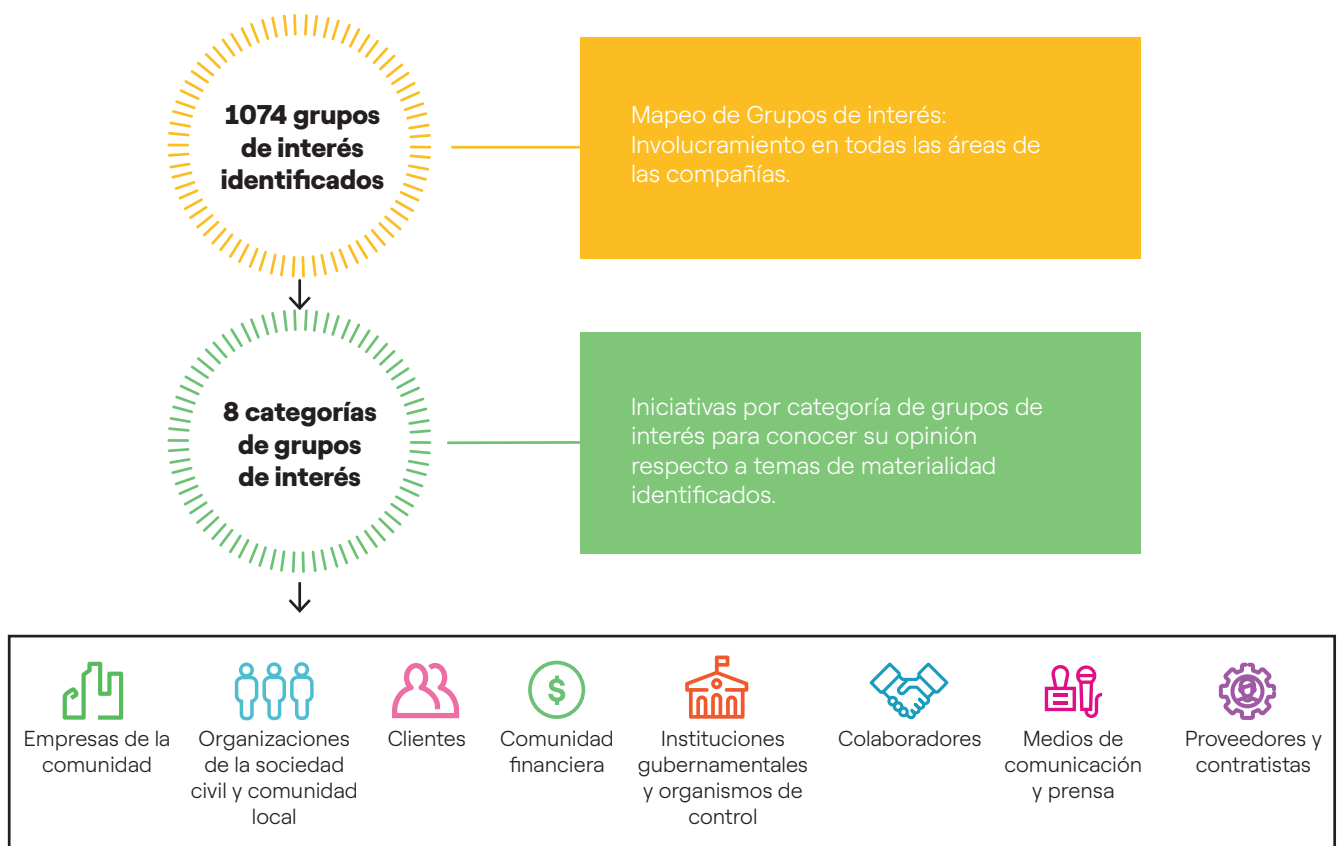 1074 grupos
de interés
identificados
Mapeo de Grupos de interés:
Involucramiento en todas las áreas de
las compañías.
8 categorías
de grupos
de interés
Iniciativas por categoría de grupos de
interés para conocer su opinión
respecto a temas de materialidad
identificados.
$
Empresas de la
comunidad
Organizaciones
de la sociedad
civil y comunidad
local
Clientes
Comunidad
financiera
Instituciones
gubernamentales
y organismos de
control
Colaboradores
Medios de
comunicación
y prensa
Proveedores y
contratistas